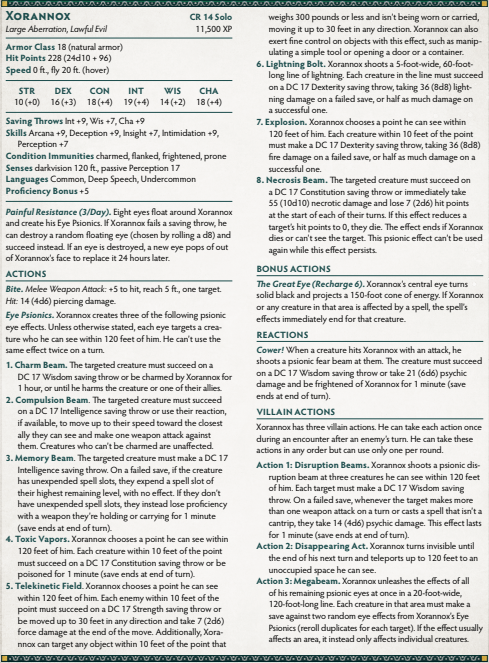 XORANNOX CR 14 Solo
Large Aberration, Lawful Evil 11,500 XP
Armor Class 18 (natural armor)
Hit Points 228 (24d10 + 96)
Speed 0 ft., fly 20 ft. (hover)
STR DEX CON INT WIS CHA
10 (+0) 16 (+3) 18 (+4) 19 (+4) 14 (+2) 18 (+4)
Saving Throws Int +9, Wis +7, Cha +9
Skills Arcana +9, Deception +9, Insight +7, Intimidation +9,
Perception +7
Condition Immunities charmed, flanked, frightened, prone
Senses darkvision 120 ft., passive Perception 17
Languages Common, Deep Speech, Undercommon
Proficiency Bonus +5
Painful Resistance (3/Day). Eight eyes float around Xorannox
and create his Eye Psionics. If Xorannox fails a saving throw, he
can destroy a random floating eye (chosen by rolling a d8) and
succeed instead. If an eye is destroyed, a new eye pops out of
of Xorannox's face to replace it 24 hours later.
ACTIONS
Bite. Melee Weapon Attack: +5 to hit, reach 5 ft., one target.
Hit: 14 (4d6) piercing damage.
Eye Psionics. Xorannox creates three of the following psionic
eye effects. Unless otherwise stated, each eye targets a crea-
ture who he can see within 120 feet of him. He can't use the
same effect twice on a turn.
1. Charm Beam. The targeted creature must succeed on a
DC 17 Wisdom saving throw or be charmed by Xorannox for
1 hour, or until he harms the creature or one of their allies.
2. Compulsion Beam. The targeted creature must succeed
on a DC 17 Intelligence saving throw or use their reaction,
if available, to move up to their speed toward the closest
ally they can see and make one weapon attack against
them. Creatures who can't be charmed are unaffected.
3. Memory Beam. The targeted creature must make a DC 17
Intelligence saving throw. On a failed save, if the creature
has unexpended spell slots, they expend a spell slot of
their highest remaining level, with no effect. If they don't
have unexpended spell slots, they instead lose proficiency
with a weapon they're holding or carrying for 1 minute
(save ends at end of turn).
4. Toxic Vapors. Xorannox chooses a point he can see within
120 feet of him. Each creature within 10 feet of the point
must succeed on a DC 17 Constitution saving throw or be
poisoned for 1 minute (save ends at end of turn).
5. Telekinetic Field. Xorannox chooses a point he can see
within 120 feet of him. Each enemy within 10 feet of the
point must succeed on a DC 17 Strength saving throw or
be moved up to 30 feet in any direction and take 7 (2d6)
force damage at the end of the move. Additionally, Xora-
nnox can target any object within 10 feet of the point that
weighs 300 pounds or less and isn't being worn or carried,
moving it up to 30 feet in any direction. Xorannox can also
exert fine control on objects with this effect, such as manip-
ulating a simple tool or opening a door or a container.
6. Lightning Bolt. Xorannox shoots a 5-foot-wide, 60-foot-
long line of lightning. Each creature in the line must succeed
on a DC 17 Dexterity saving throw, taking 36 (8d8) light-
ning damage on a failed save, or half as much damage on
a successful one.
7. Explosion. Xorannox chooses a point he can see within
120 feet of him. Each creature within 10 feet of the point
must make a DC 17 Dexterity saving throw, taking 36 (8d8)
fire damage on a failed save, or half as much damage on a
successful one.
8. Necrosis Beam. The targeted creature must succeed on
a DC 17 Constitution saving throw or immediately take
55 (10d10) necrotic damage and lose 7 (2d6) hit points
at the start of each of their turns. If this effect reduces a
target's hit points to 0, they die. The effect ends if Xorannox
dies or can't see the target. This psionic effect can't be used
again while this effect persists.
BONUS ACTIONS
The Great Eye (Recharge 6). Xorannox's central eye turns
solid black and projects a 150-foot cone of energy. If Xorannox
or any creature in that area is affected by a spell, the spell's
effects immediately end for that creature.
REACTIONS
Cower! When a creature hits Xorannox with an attack, he
shoots a psionic fear beam at them. The creature must succeed
on a DC 17 Wisdom saving throw or take 21 (6d6) psychic
damage and be frightened of Xorannox for 1 minute (save
ends at end of turn).
VILLAIN ACTIONS
Xorannox has three villain actions. He can take each action once
during an encounter after an enemy's turn. He can take these
actions in any order but can use only one per round.
Action 1: Disruption Beams. Xorannox shoots a psionic dis-
ruption beam at three creatures he can see within 120 feet
of him. Each target must make a DC 17 Wisdom saving
throw. On a failed save, whenever the target makes more
than one weapon attack on a turn or casts a spell that isn't a
cantrip, they take 14 (4d6) psychic damage. This effect lasts
for 1 minute (save ends at end of turn).
Action 2: Disappearing Act. Xorannox turns invisible until
the end of his next turn and teleports up to 120 feet to an
unoccupied space he can see.
Action 3: Megabeam. Xorannox unleashes the effects of all
of his remaining psionic eyes at once in a 20-foot-wide,
120-foot-long line. Each creature in that area must make a
save against two random eye effects from Xorannox's Eye
Psionics (reroll duplicates for each target). If the effect usually
affects an area, it instead only affects individual creatures.